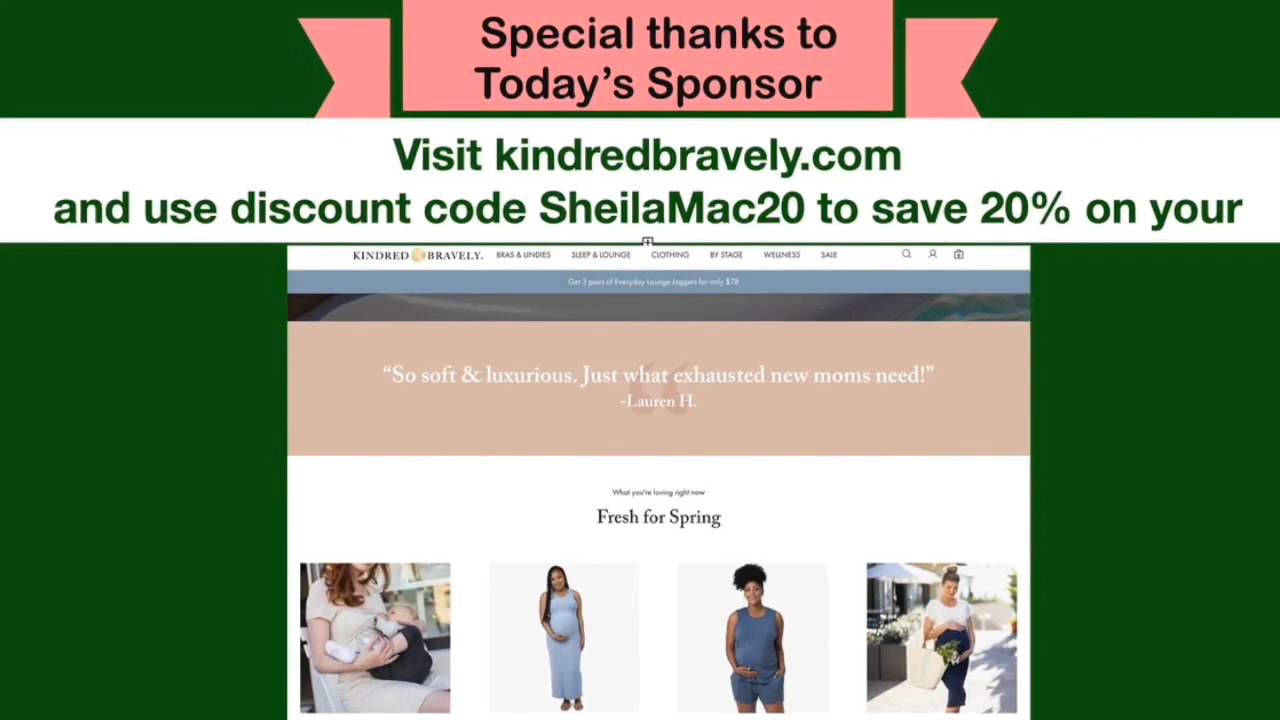 Special thanks to
Today's Sponsor
Visit kindredbravely.com
and use discount code SheilaMac20 to save 20% on your
KINDRED BRAVELY. BRAS & UNDIES SLEEP & LOUNGE CLOTHING BY STAGE WELLNESS SALE
Get 3 pairs of Everyday Lounge Joggers for only $78
“So soft & luxurious. Just what exhausted new moms need!”
-Lauren H.
What you're loving right now
Fresh for Spring